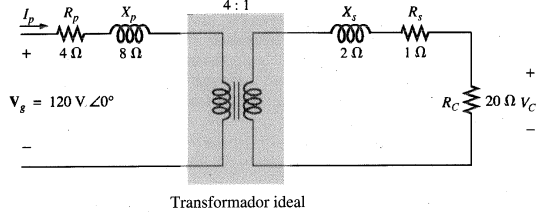 4 : 1
I_p R_p X_p X_s R_s
+ 4 Ω 8 Ω 2 Ω 1 Ω
V_g = 120 V ∠0° R_C 20 Ω V_C +
− −
Transformador ideal